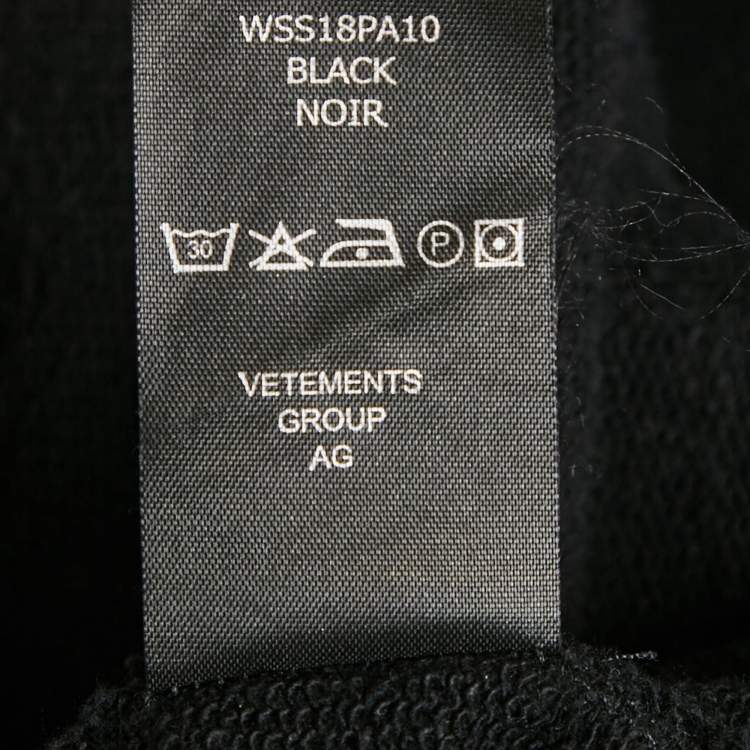 WSS18PA10
BLACK
NOIR
30 P
VETEMENTS
GROUP
AG